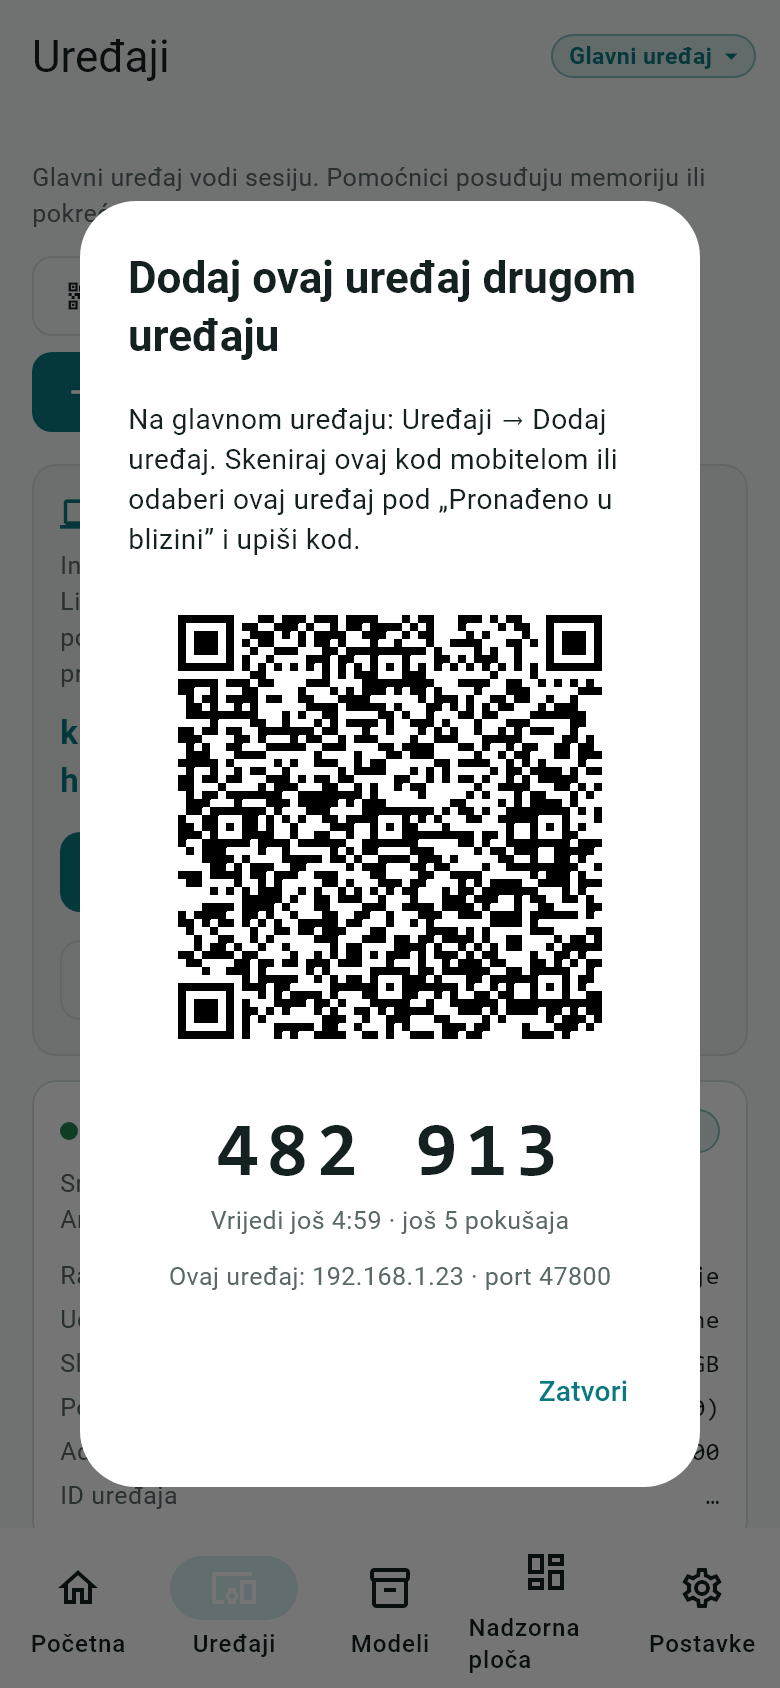 Uređaji
Glavni uređaj
Glavni uređaj vodi sesiju. Pomoćnici posuđuju memoriju ili
Dodaj ovaj uređaj drugom
uređaju
Na glavnom uređaju: Uređaji → Dodaj
uređaj. Skeniraj ovaj kod mobitelom ili
odaberi ovaj uređaj pod „Pronađeno u
blizini” i upiši kod.
482 913
Vrijedi još 4:59 · još 5 pokušaja
Ovaj uređaj: 192.168.1.23 · port 47800
Zatvori
ID uređaja …
Početna
Uređaji
Modeli
Nadzorna
ploča
Postavke